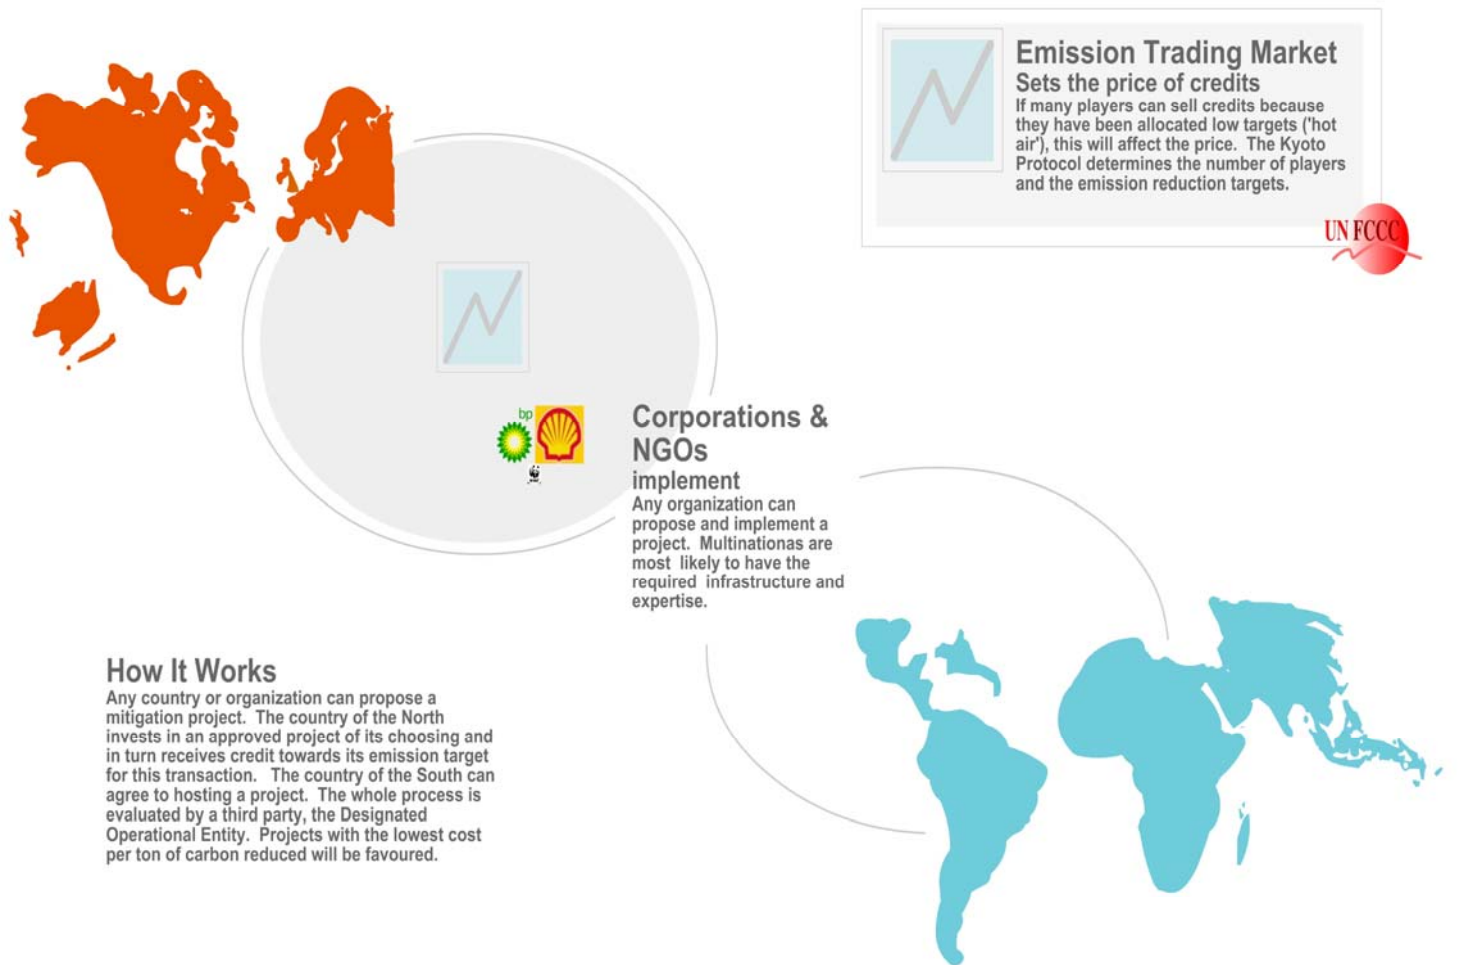 Emission Trading Market
Sets the price of credits
If many players can sell credits because
they have been allocated low targets ('hot
air'), this will affect the price.  The Kyoto
Protocol determines the number of players
and the emission reduction targets.
UN FCCC
bp
Corporations &
NGOs
implement
Any organization can
propose and implement a
project.  Multinationas are
most  likely to have the
required  infrastructure and
expertise.
How It Works
Any country or organization can propose a
mitigation project.  The country of the North
invests in an approved project of its choosing and
in turn receives credit towards its emission target
for this transaction.   The country of the South can
agree to hosting a project.  The whole process is
evaluated by a third party, the Designated
Operational Entity.  Projects with the lowest cost
per ton of carbon reduced will be favoured.